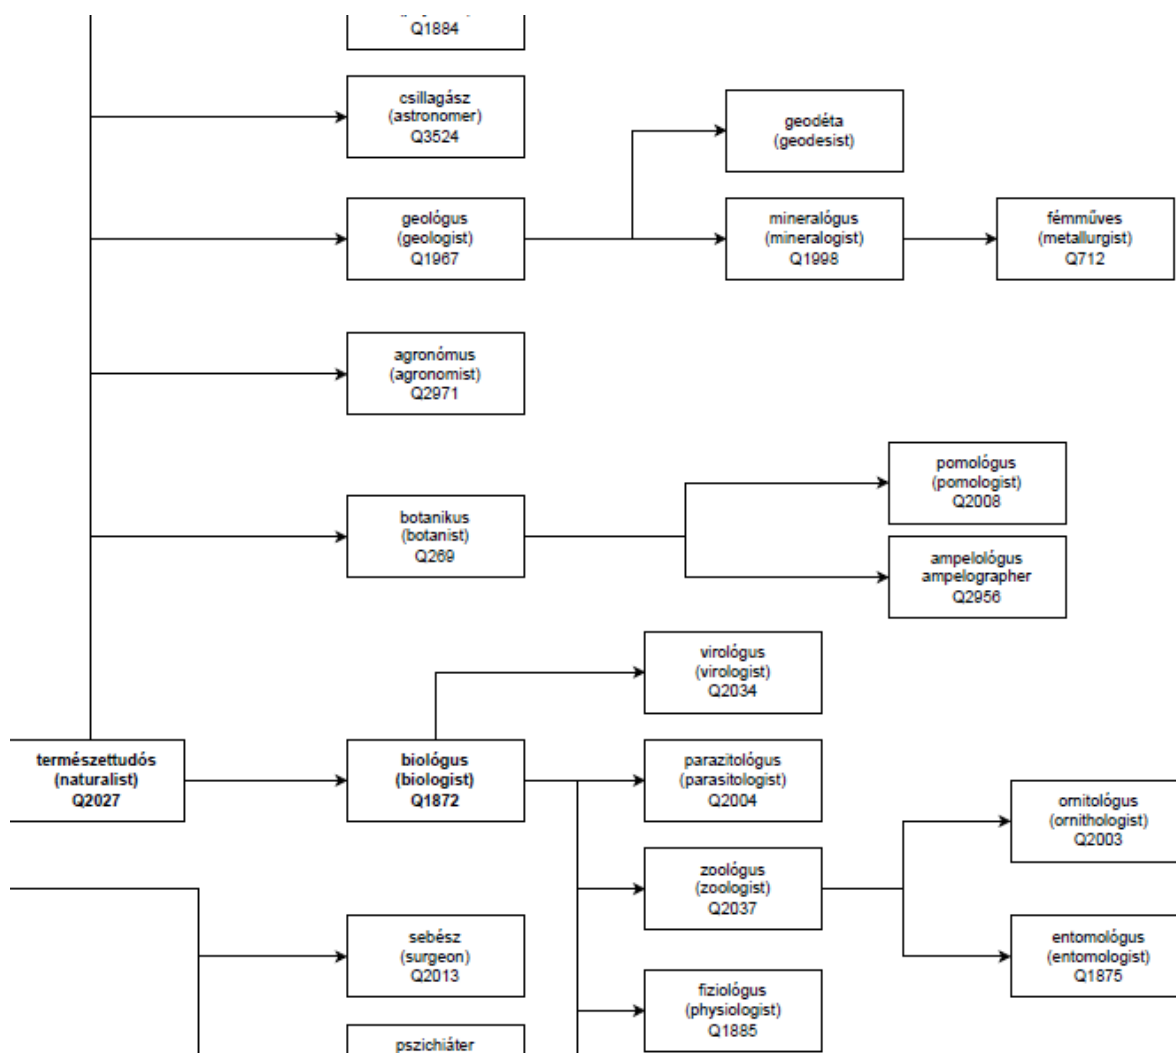 Q1884
csillagász
(astronomer)
Q3524
geodéta
(geodesist)
geológus
(geologist)
Q1967
mineralógus
(mineralogist)
Q1998
fémműves
(metallurgist)
Q712
agronómus
(agronomist)
Q2971
pomológus
(pomologist)
Q2008
botanikus
(botanist)
Q269
ampelológus
ampelographer
Q2956
virológus
(virologist)
Q2034
természettudós
(naturalist)
Q2027
biológus
(biologist)
Q1872
parazitológus
(parasitologist)
Q2004
ornitológus
(ornithologist)
Q2003
zoológus
(zoologist)
Q2037
sebész
(surgeon)
Q2013
entomológus
(entomologist)
Q1875
fiziológus
(physiologist)
Q1885
pszichiáter